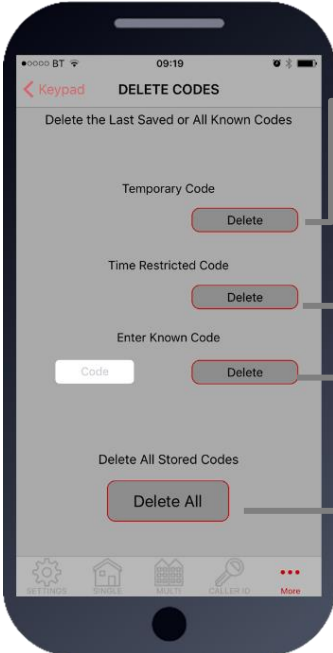 BT 09:19
Keypad DELETE CODES
Delete the Last Saved or All Known Codes
Temporary Code
Delete
Time Restricted Code
Delete
Enter Known Code
Code Delete
Delete All Stored Codes
Delete All
SETTINGS SINGLE MULTI CALLER ID More